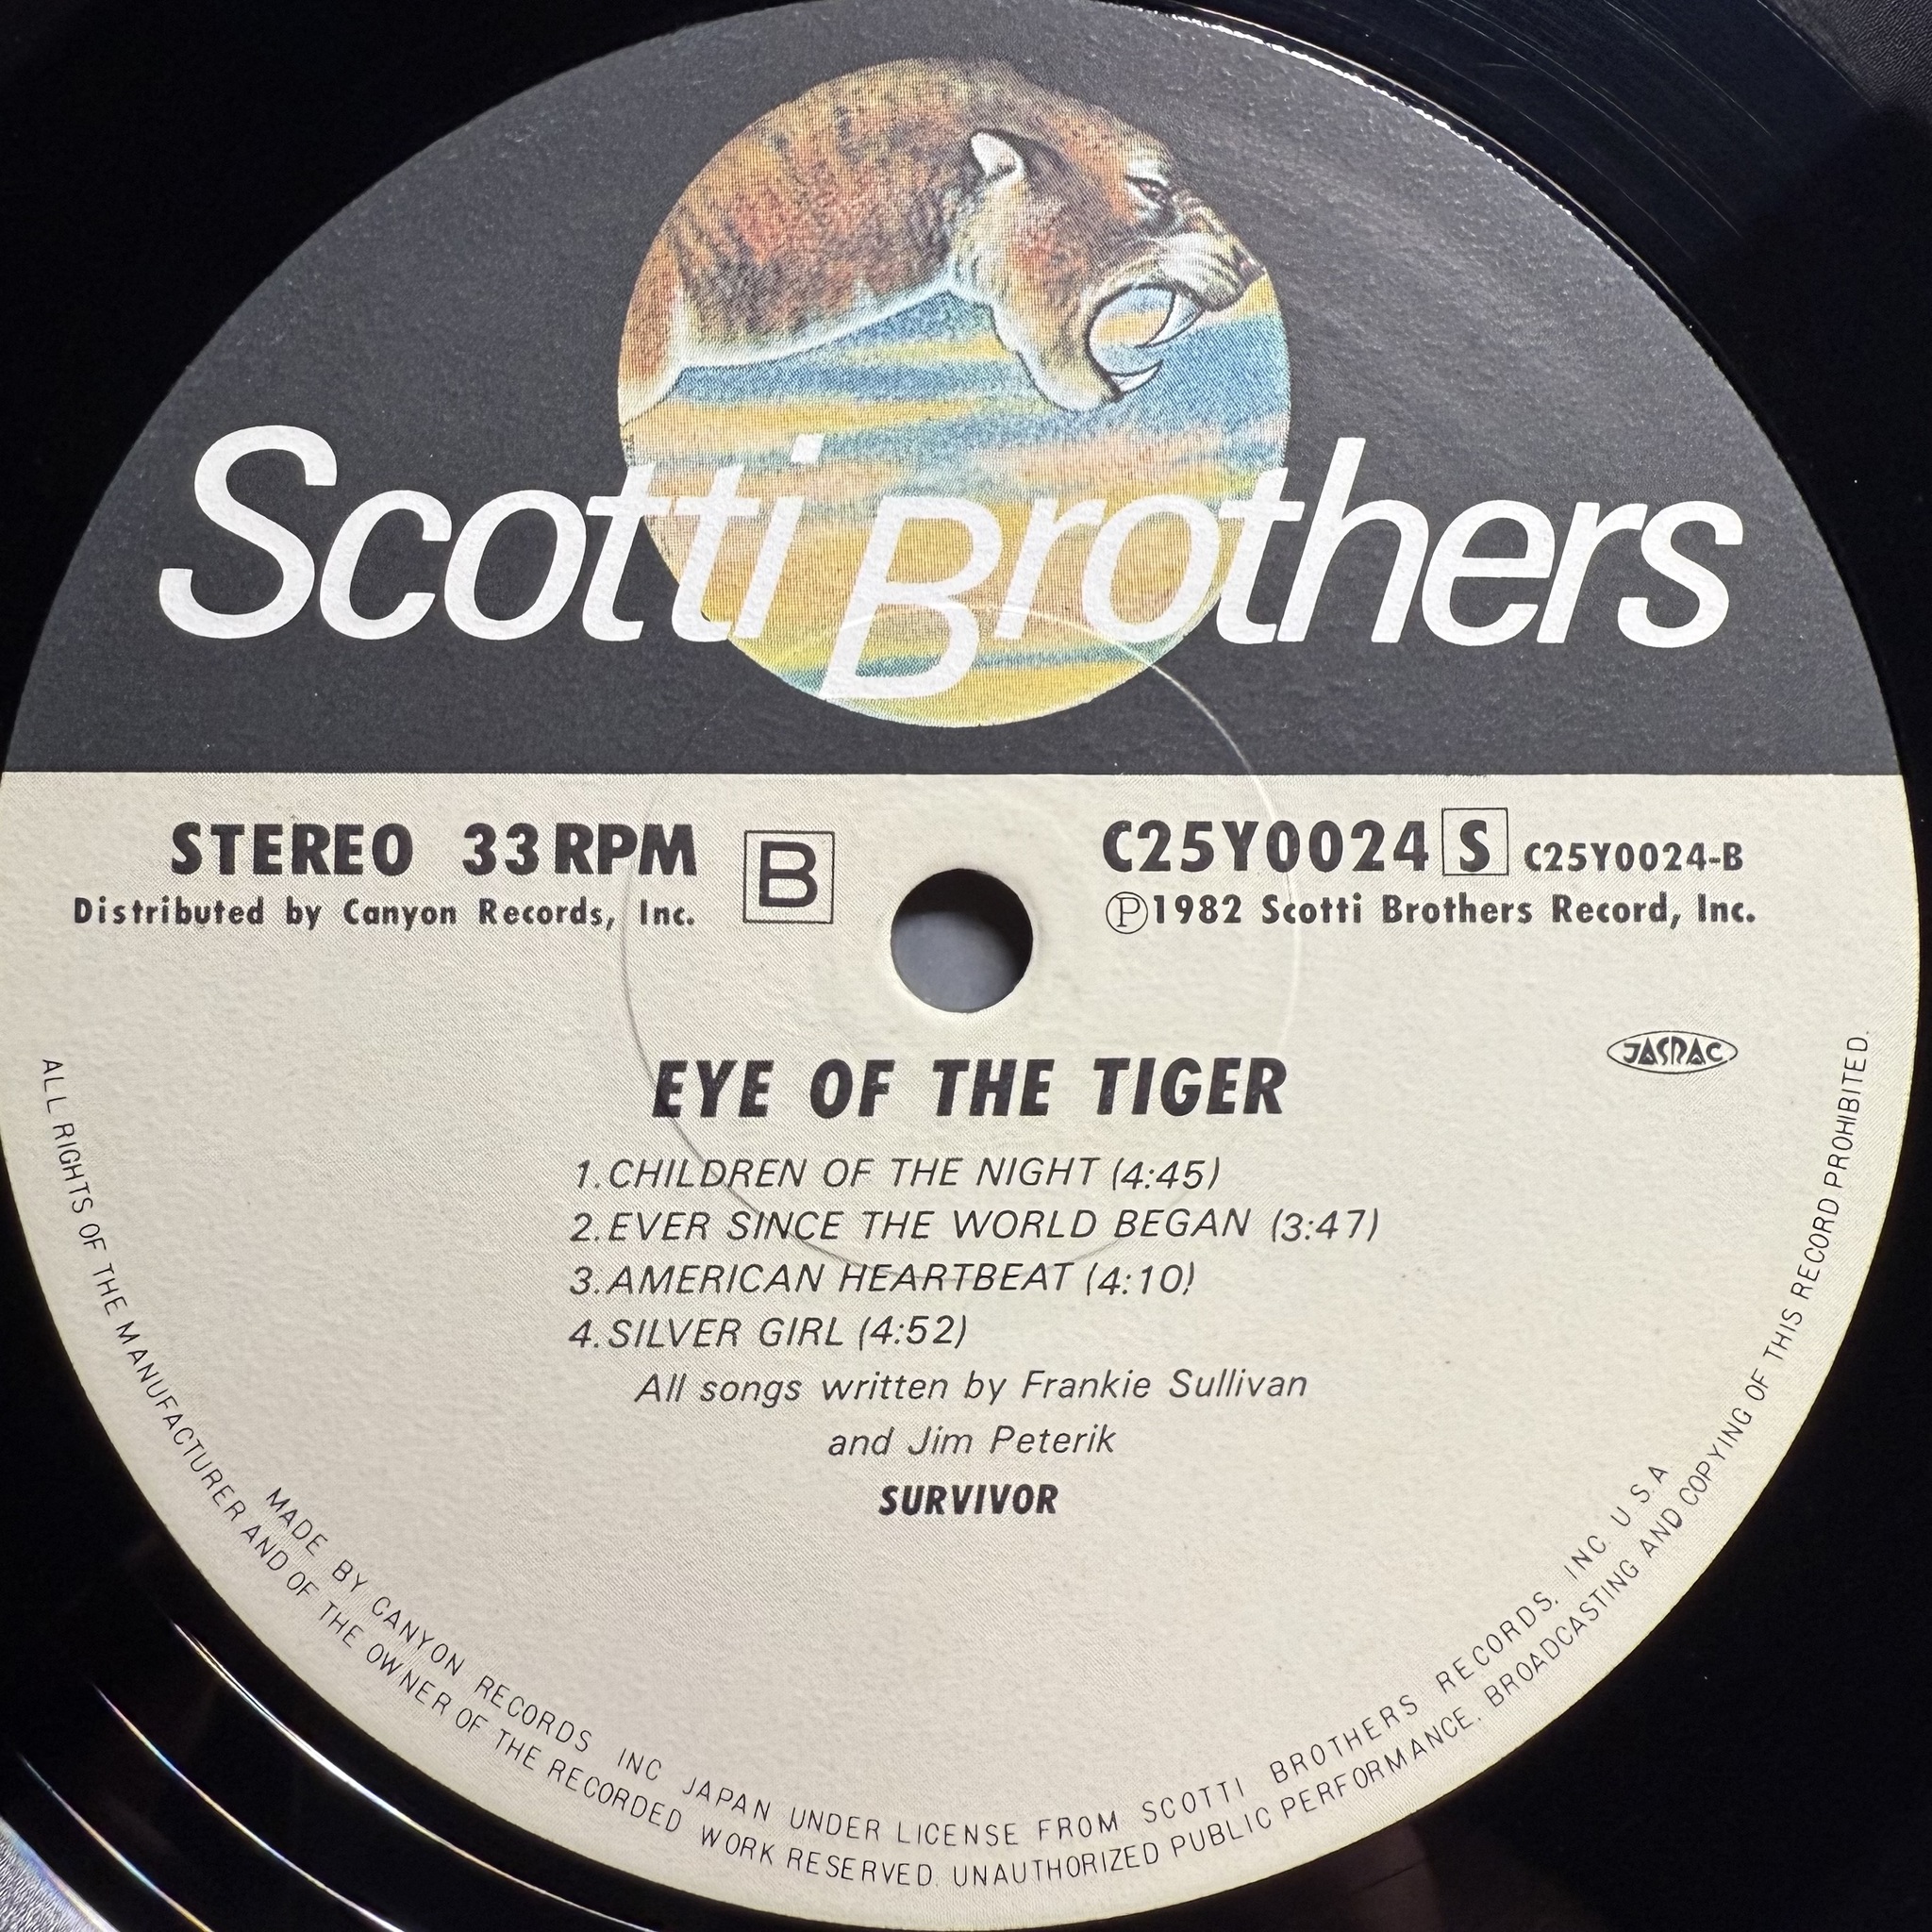 Scotti Brothers
STEREO 33RPM
Distributed by Canyon Records, Inc.
B
C25Y0024 S C25Y0024-B
Ⓟ1982 Scotti Brothers Record, Inc.
JASRAC
EYE OF THE TIGER
1.CHILDREN OF THE NIGHT (4:45)
2.EVER SINCE THE WORLD BEGAN (3:47)
3.AMERICAN HEARTBEAT (4:10)
4.SILVER GIRL (4:52)
All songs written by Frankie Sullivan
and Jim Peterik
SURVIVOR
MADE BY CANYON RECORDS INC JAPAN UNDER LICENSE FROM SCOTTI BROTHERS RECORDS. INC. U.S.A
ALL RIGHTS OF THE MANUFACTURER AND OF THE OWNER OF THE RECORDED WORK RESERVED. UNAUTHORIZED PUBLIC PERFORMANCE. BROADCASTING AND COPYING OF THIS RECORD PROHIBITED.